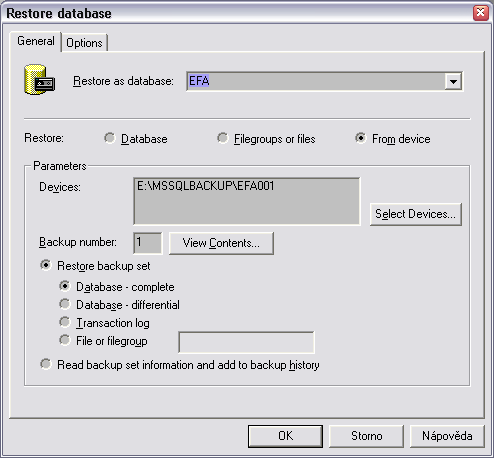 Restore database
General Options
Restore as database: EFA
Restore: Database Filegroups or files From device
Parameters
Devices: E:\MSSQLBACKUP\EFA001
Select Devices...
Backup number: 1 View Contents...
Restore backup set
Database - complete
Database - differential
Transaction log
File or filegroup
Read backup set information and add to backup history
OK Storno Nápověda